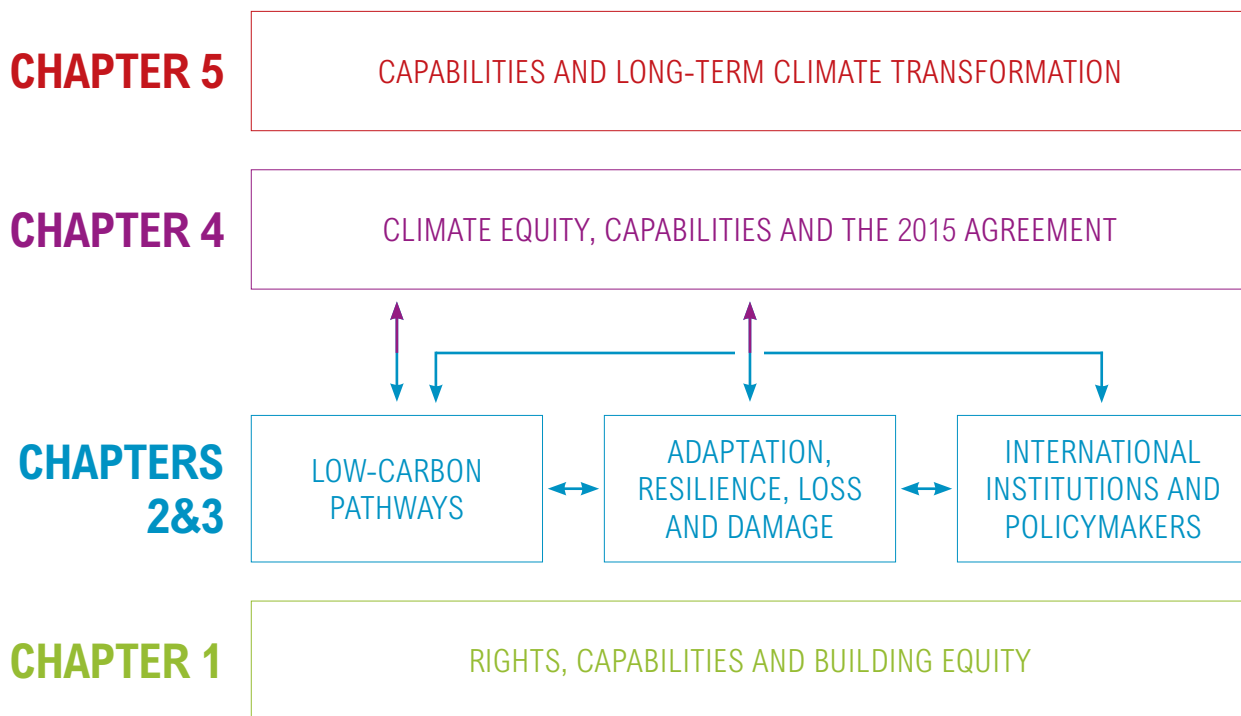 CHAPTER 5
CAPABILITIES AND LONG-TERM CLIMATE TRANSFORMATION
CHAPTER 4
CLIMATE EQUITY, CAPABILITIES AND THE 2015 AGREEMENT
CHAPTERS
2&3
LOW-CARBON
PATHWAYS
ADAPTATION,
RESILIENCE, LOSS
AND DAMAGE
INTERNATIONAL
INSTITUTIONS AND
POLICYMAKERS
CHAPTER 1
RIGHTS, CAPABILITIES AND BUILDING EQUITY